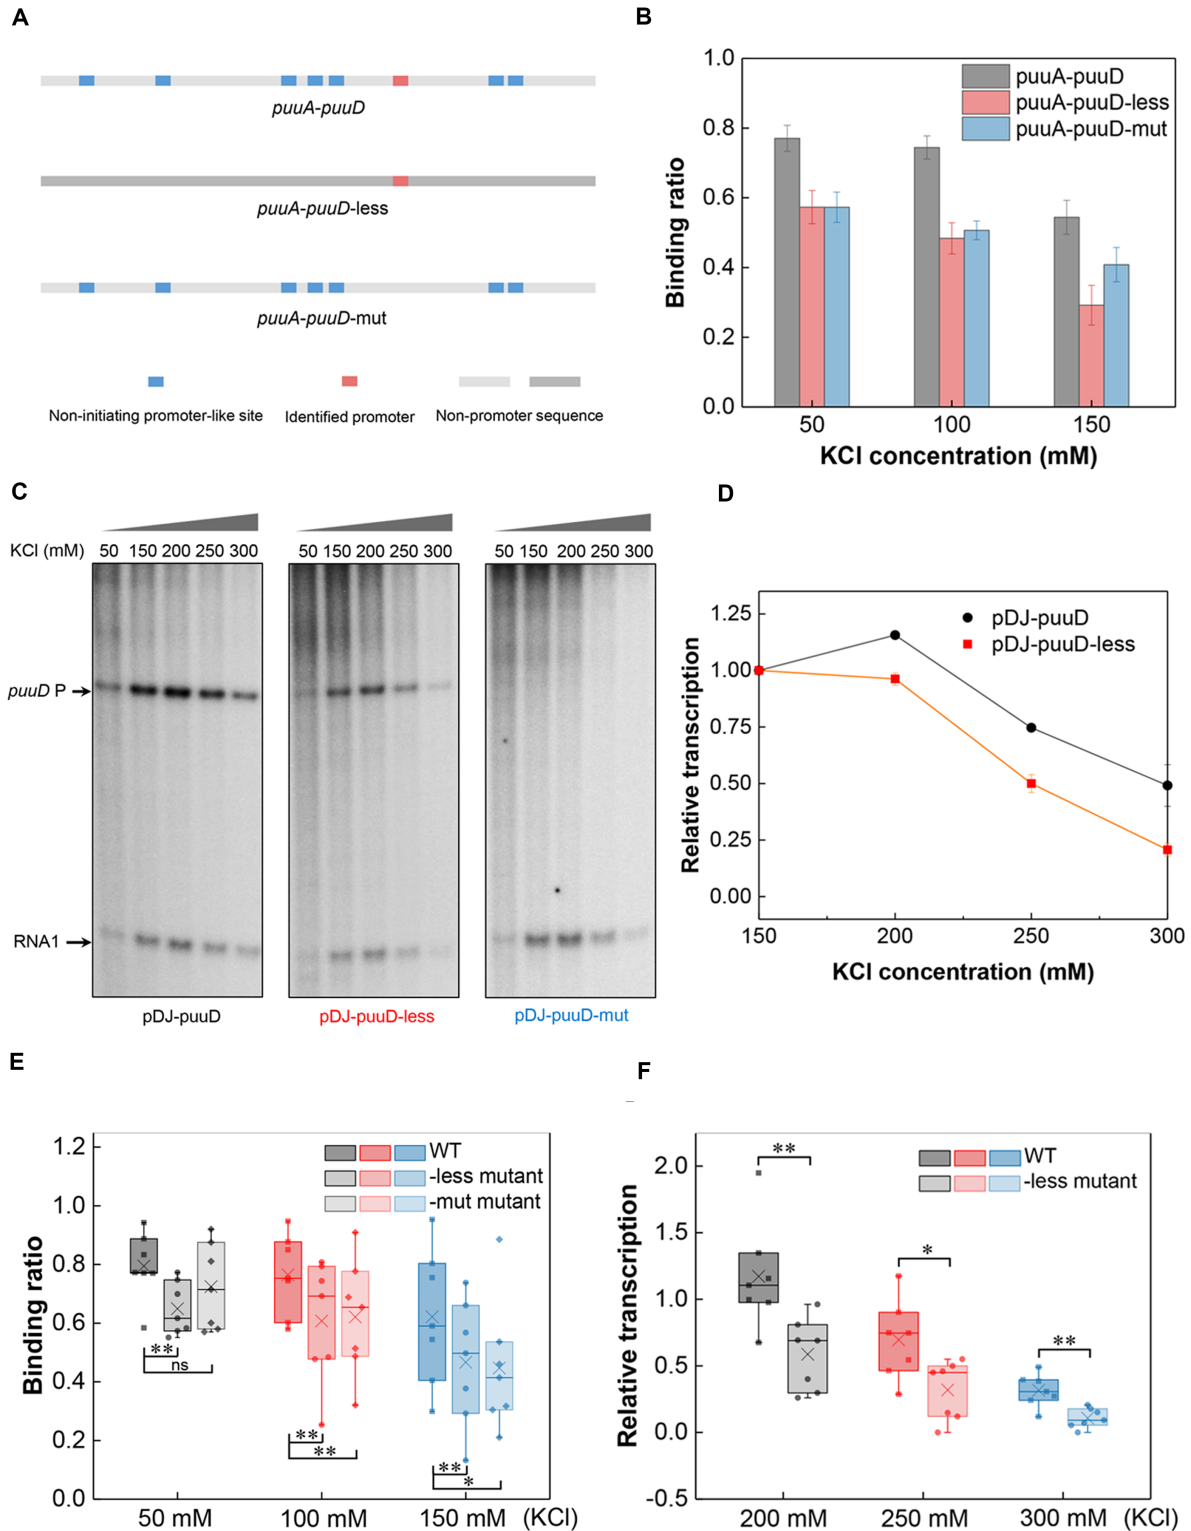 A
puuA-puuD
puuA-puuD-less
puuA-puuD-mut
Non-initiating promoter-like site
Identified promoter
Non-promoter sequence
B
1.0
0.8
0.6
0.4
0.2
0.0
Binding ratio
puuA-puuD
puuA-puuD-less
puuA-puuD-mut
50 100 150
KCl concentration (mM)
C
KCl (mM) 50 150 200 250 300 50 150 200 250 300 50 150 200 250 300
puuD P
RNA1
pDJ-puuD pDJ-puuD-less pDJ-puuD-mut
D
1.25
1.00
0.75
0.50
0.25
0.00
Relative transcription
pDJ-puuD
pDJ-puuD-less
150 200 250 300
KCl concentration (mM)
E
1.2
1.0
0.8
0.6
0.4
0.2
0.0
Binding ratio
WT
-less mutant
-mut mutant
**
ns
**
**
**
*
50 mM 100 mM 150 mM (KCl)
F
2.0
1.5
1.0
0.5
0.0
-0.5
Relative transcription
WT
-less mutant
**
*
**
200 mM 250 mM 300 mM (KCl)